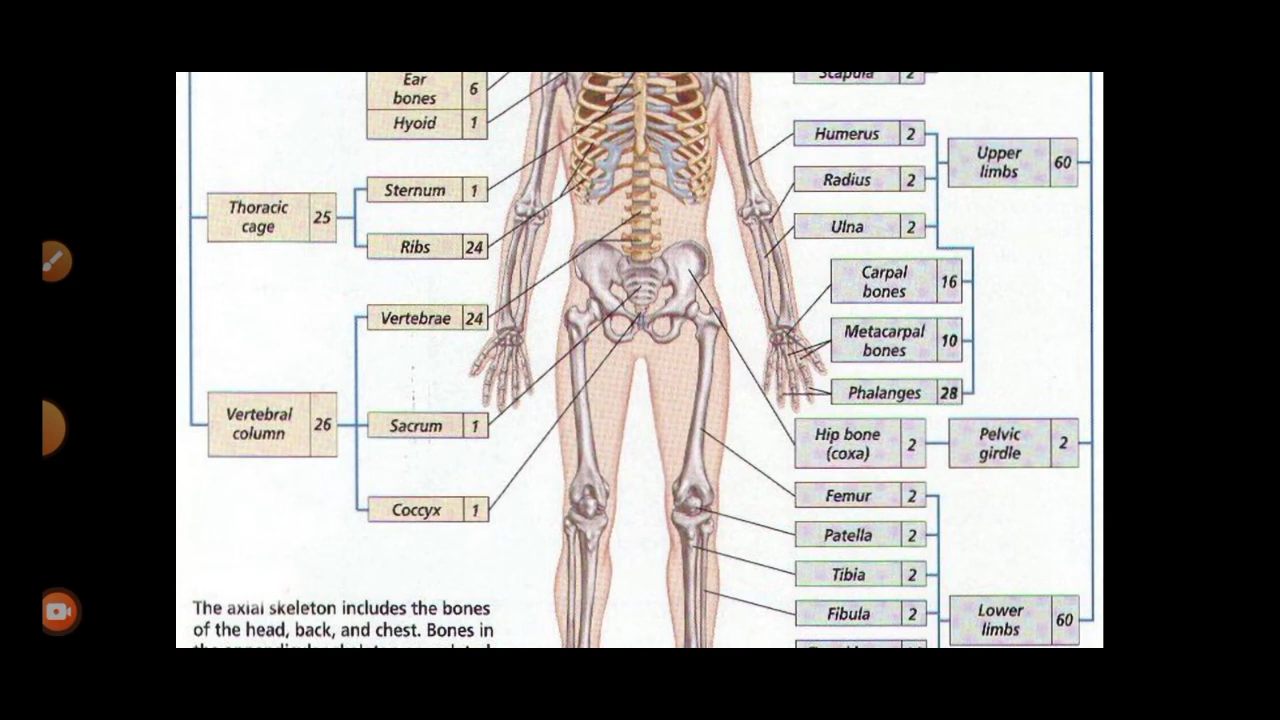 Ear
bones 6
Hyoid 1
Sternum 1
Thoracic
cage 25
Ribs 24
Vertebrae 24
Vertebral
column 26
Sacrum 1
Coccyx 1
The axial skeleton includes the bones
of the head, back, and chest. Bones in
Scapula 2
Humerus 2
Upper
limbs 60
Radius 2
Ulna 2
Carpal
bones 16
Metacarpal
bones 10
Phalanges 28
Hip bone
(coxa) 2
Pelvic
girdle 2
Femur 2
Patella 2
Tibia 2
Fibula 2
Lower
limbs 60